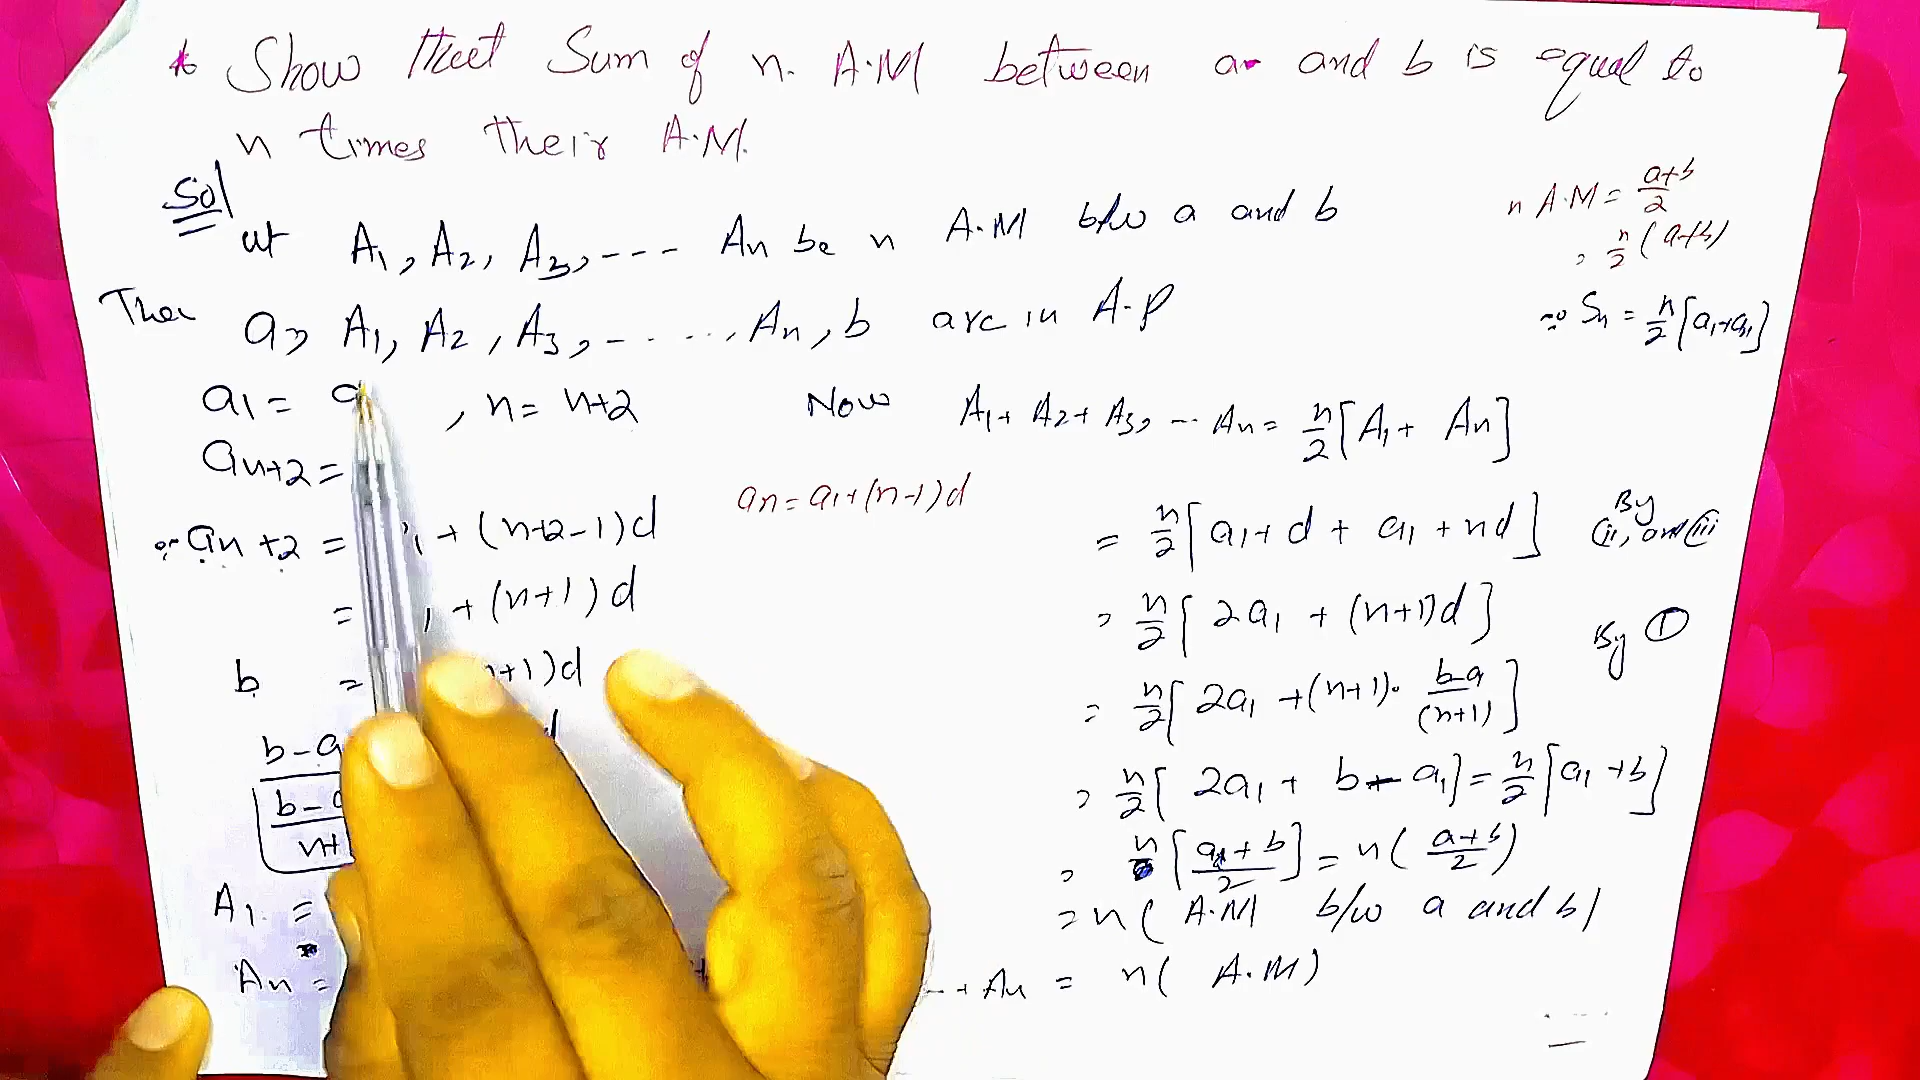 * Show that Sum of n. A.M between a and b is equal to
n times their A.M.
Sol
let A1, A2, A3, --- An be n A.M b/w a and b
Then a, A1, A2, A3, - . . . ., An, b are in A.P
a1 = a , n = n+2
an+2 =
∵ an+2 = + (n+2-1)d
= + (n+1)d
b = +1)d
b-a
b-a
n+
A1 =
An =
n A.M = a+b/2
= n/2 (a+b)
∵ Sn = n/2 [a1+an]
Now A1+ A2+ A3, -- An = n/2 [A1+ An]
an = a1+(n-1)d
= n/2 [a1+d + a1 + nd] By (ii, and (iii
= n/2 [2a1 + (n+1)d]
By ①
= n/2 [2a1 +(n+1). b-a/(n+1)]
= n/2 [2a1 + b - a1] = n/2 [a1 +b]
= n [a+b/2] = n (a+b/2)
= n ( A.M b/w a and b)
-- + An = n ( A.M )